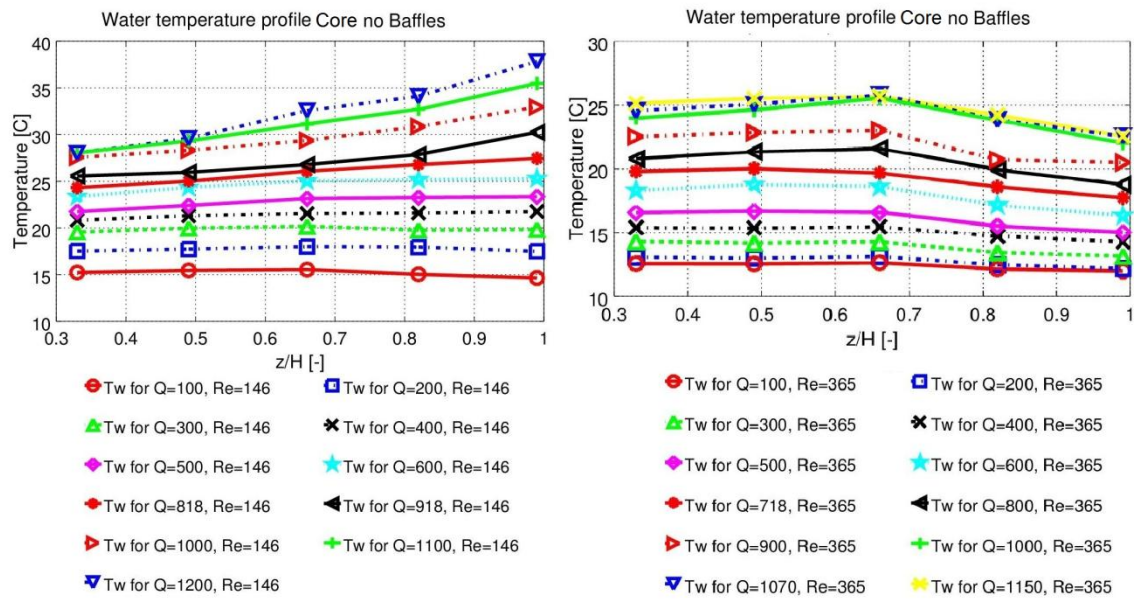 Water temperature profile Core no Baffles
40
35
30
25
20
15
10
Temperature [C]
0.3 0.4 0.5 0.6 0.7 0.8 0.9 1
z/H [-]
Tw for Q=100, Re=146
Tw for Q=200, Re=146
Tw for Q=300, Re=146
Tw for Q=400, Re=146
Tw for Q=500, Re=146
Tw for Q=600, Re=146
Tw for Q=818, Re=146
Tw for Q=918, Re=146
Tw for Q=1000, Re=146
Tw for Q=1100, Re=146
Tw for Q=1200, Re=146
Water temperature profile Core no Baffles
30
25
20
15
10
Temperature [C]
0.3 0.4 0.5 0.6 0.7 0.8 0.9 1
z/H [-]
Tw for Q=100, Re=365
Tw for Q=200, Re=365
Tw for Q=300, Re=365
Tw for Q=400, Re=365
Tw for Q=500, Re=365
Tw for Q=600, Re=365
Tw for Q=718, Re=365
Tw for Q=800, Re=365
Tw for Q=900, Re=365
Tw for Q=1000, Re=365
Tw for Q=1070, Re=365
Tw for Q=1150, Re=365